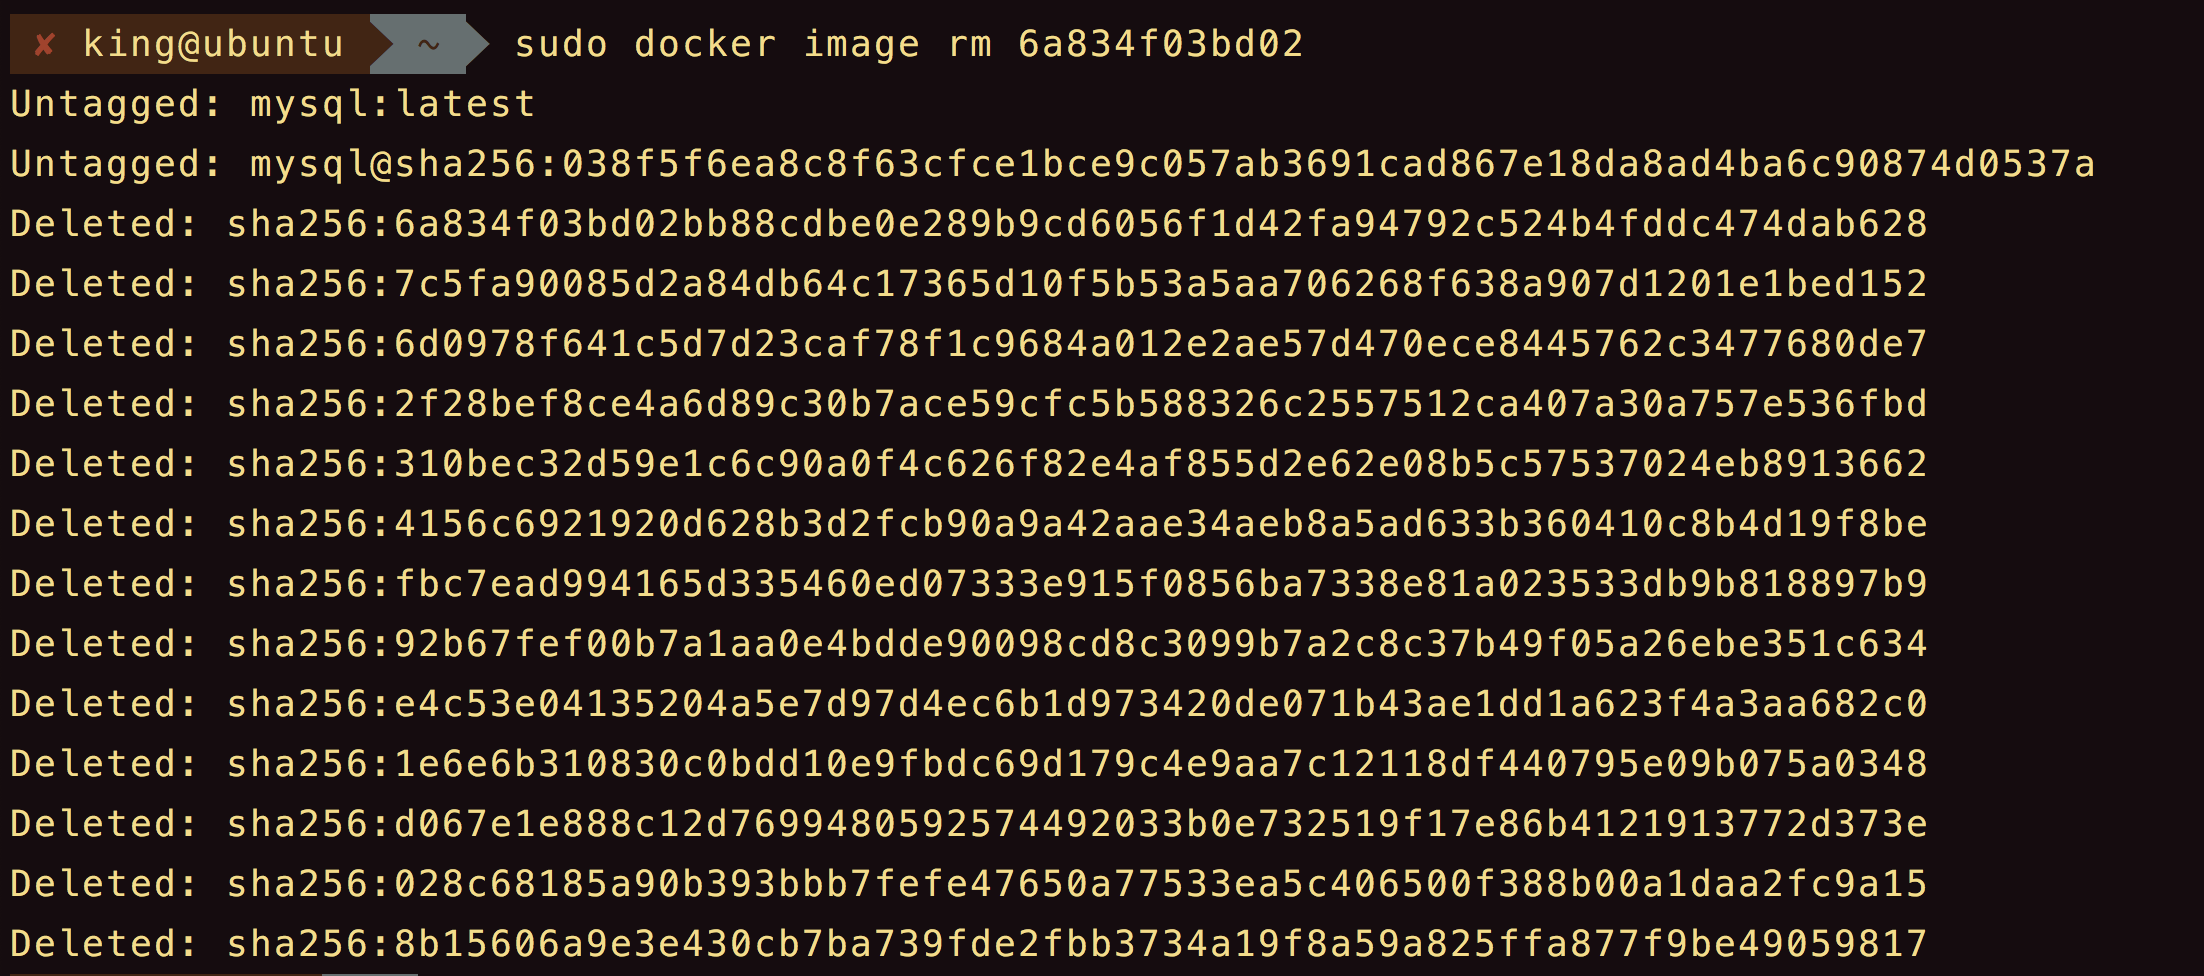 ✘ king@ubuntu ~ sudo docker image rm 6a834f03bd02
Untagged: mysql:latest
Untagged: mysql@sha256:038f5f6ea8c8f63cfce1bce9c057ab3691cad867e18da8ad4ba6c90874d0537a
Deleted: sha256:6a834f03bd02bb88cdbe0e289b9cd6056f1d42fa94792c524b4fddc474dab628
Deleted: sha256:7c5fa90085d2a84db64c17365d10f5b53a5aa706268f638a907d1201e1bed152
Deleted: sha256:6d0978f641c5d7d23caf78f1c9684a012e2ae57d470ece8445762c3477680de7
Deleted: sha256:2f28bef8ce4a6d89c30b7ace59cfc5b588326c2557512ca407a30a757e536fbd
Deleted: sha256:310bec32d59e1c6c90a0f4c626f82e4af855d2e62e08b5c57537024eb8913662
Deleted: sha256:4156c6921920d628b3d2fcb90a9a42aae34aeb8a5ad633b360410c8b4d19f8be
Deleted: sha256:fbc7ead994165d335460ed07333e915f0856ba7338e81a023533db9b818897b9
Deleted: sha256:92b67fef00b7a1aa0e4bdde90098cd8c3099b7a2c8c37b49f05a26ebe351c634
Deleted: sha256:e4c53e04135204a5e7d97d4ec6b1d973420de071b43ae1dd1a623f4a3aa682c0
Deleted: sha256:1e6e6b310830c0bdd10e9fbdc69d179c4e9aa7c12118df440795e09b075a0348
Deleted: sha256:d067e1e888c12d7699480592574492033b0e732519f17e86b4121913772d373e
Deleted: sha256:028c68185a90b393bbb7fefe47650a77533ea5c406500f388b00a1daa2fc9a15
Deleted: sha256:8b15606a9e3e430cb7ba739fde2fbb3734a19f8a59a825ffa877f9be49059817